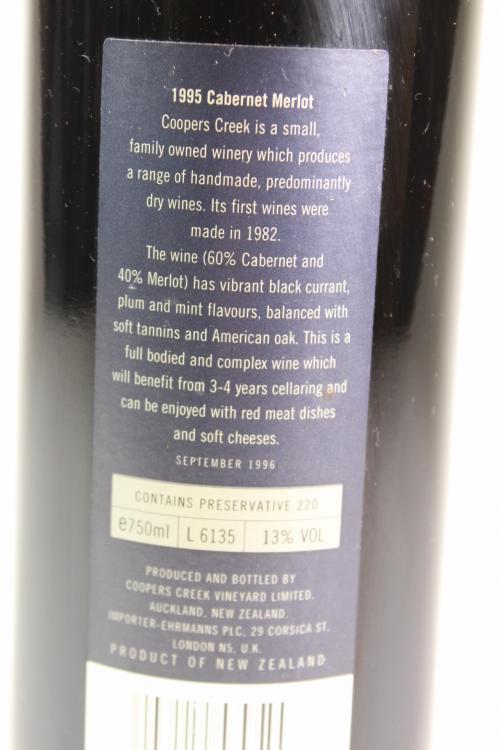 1995 Cabernet Merlot
Coopers Creek is a small,
family owned winery which produces
a range of handmade, predominantly
dry wines. Its first wines were
made in 1982.
The wine (60% Cabernet and
40% Merlot) has vibrant black currant,
plum and mint flavours, balanced with
soft tannins and American oak. This is a
full bodied and complex wine which
will benefit from 3-4 years cellaring and
can be enjoyed with red meat dishes
and soft cheeses.
SEPTEMBER 1996
CONTAINS PRESERVATIVE 220
e750ml L 6135 13% VOL
PRODUCED AND BOTTLED BY
COOPERS CREEK VINEYARD LIMITED.
AUCKLAND, NEW ZEALAND.
IMPORTER-EHRMANNS PLC, 29 CORSICA ST.
LONDON N5, U.K.
PRODUCT OF NEW ZEALAND